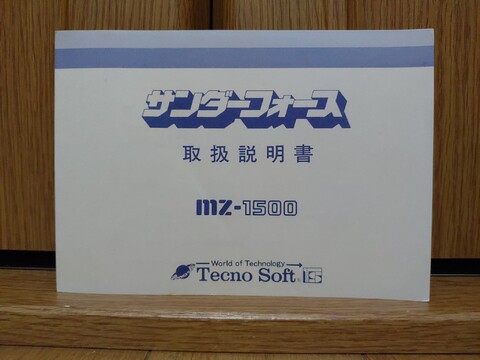 サンダーフォース
取扱説明書
MZ-1500
World of Technology
Tecno Soft